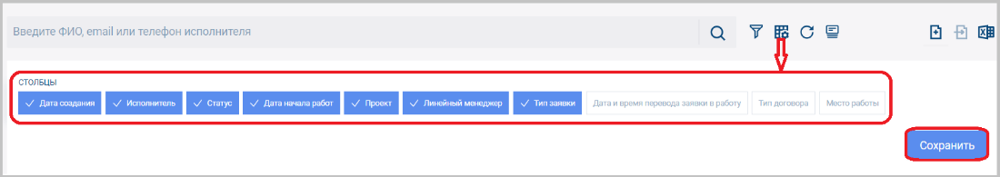 Введите ФИО, email или телефон исполнителя
СТОЛБЦЫ
Дата создания Исполнитель Статус Дата начала работ Проект Линейный менеджер Тип заявки Дата и время перевода заявки в работу Тип договора Место работы
Сохранить